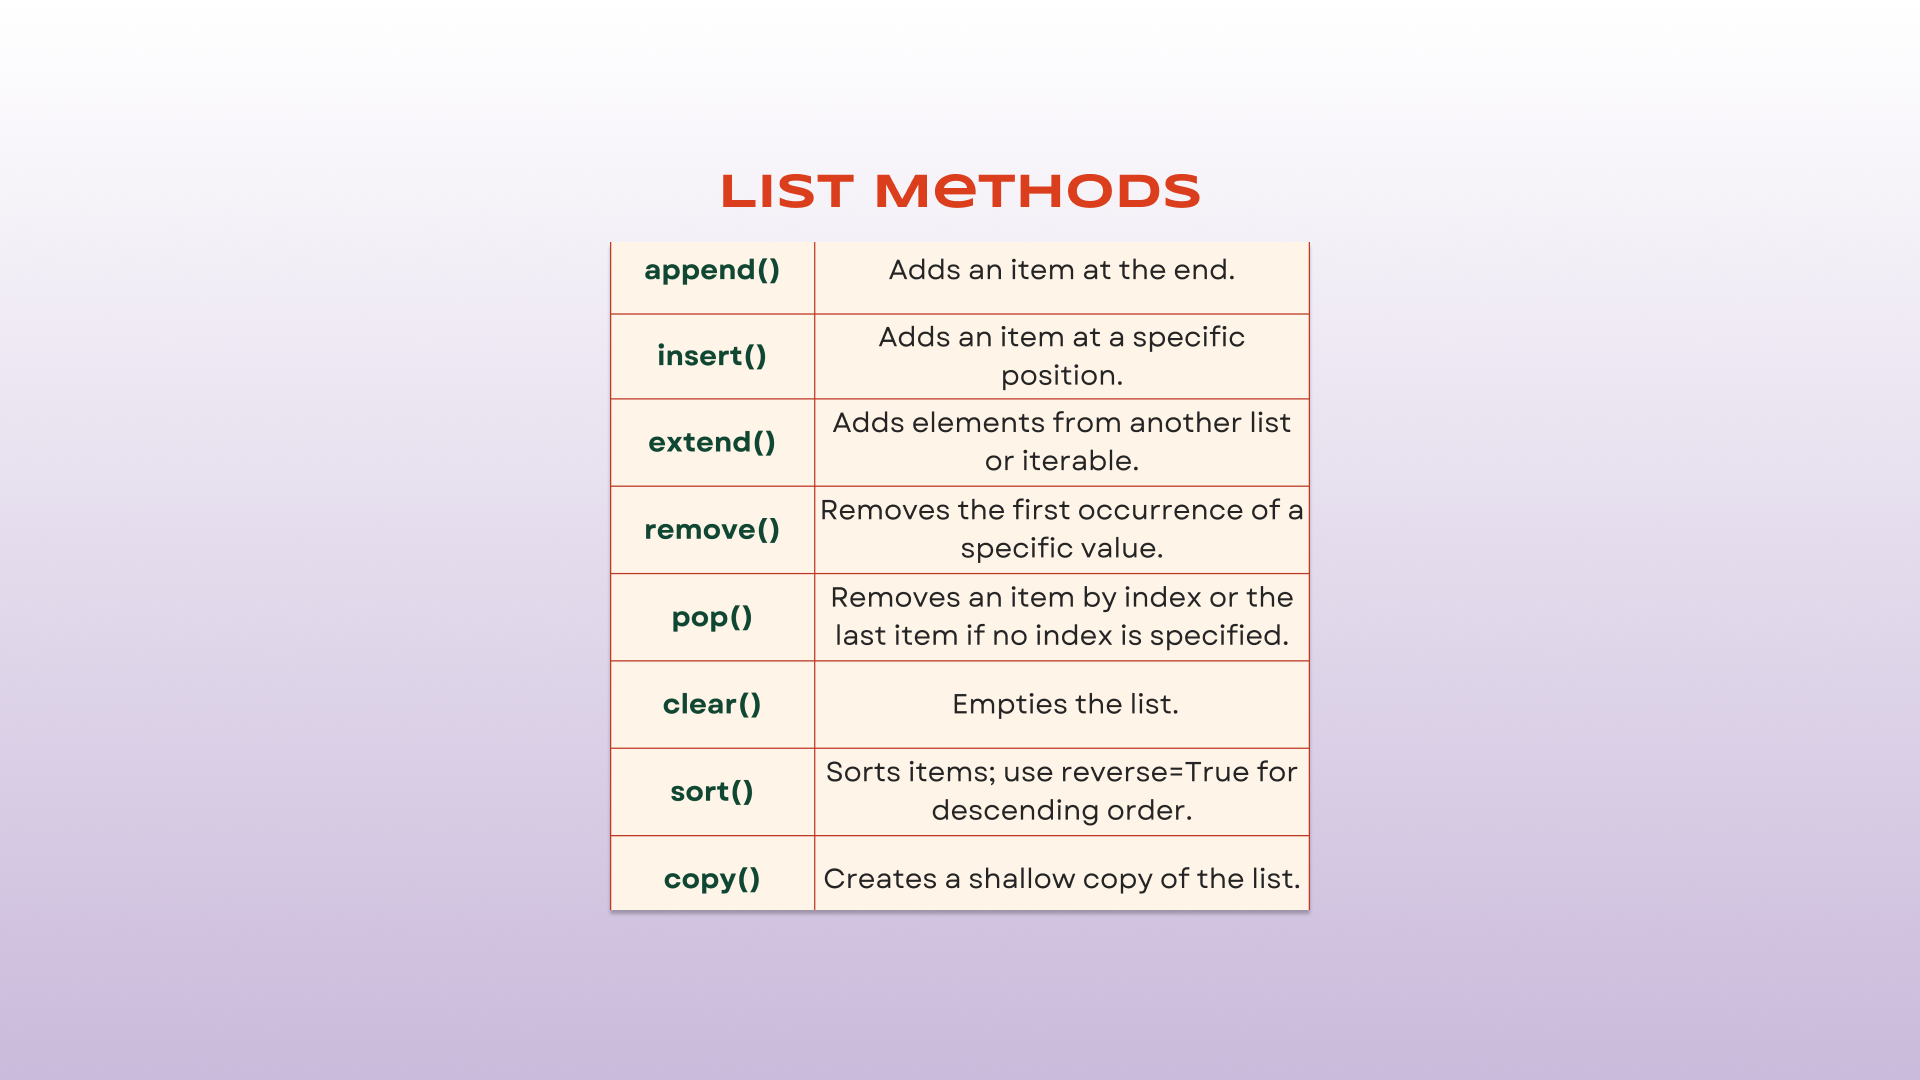 LIST METHODS
append()
Adds an item at the end.
insert()
Adds an item at a specific
position.
extend()
Adds elements from another list
or iterable.
remove()
Removes the first occurrence of a
specific value.
pop()
Removes an item by index or the
last item if no index is specified.
clear()
Empties the list.
sort()
Sorts items; use reverse=True for
descending order.
copy()
Creates a shallow copy of the list.